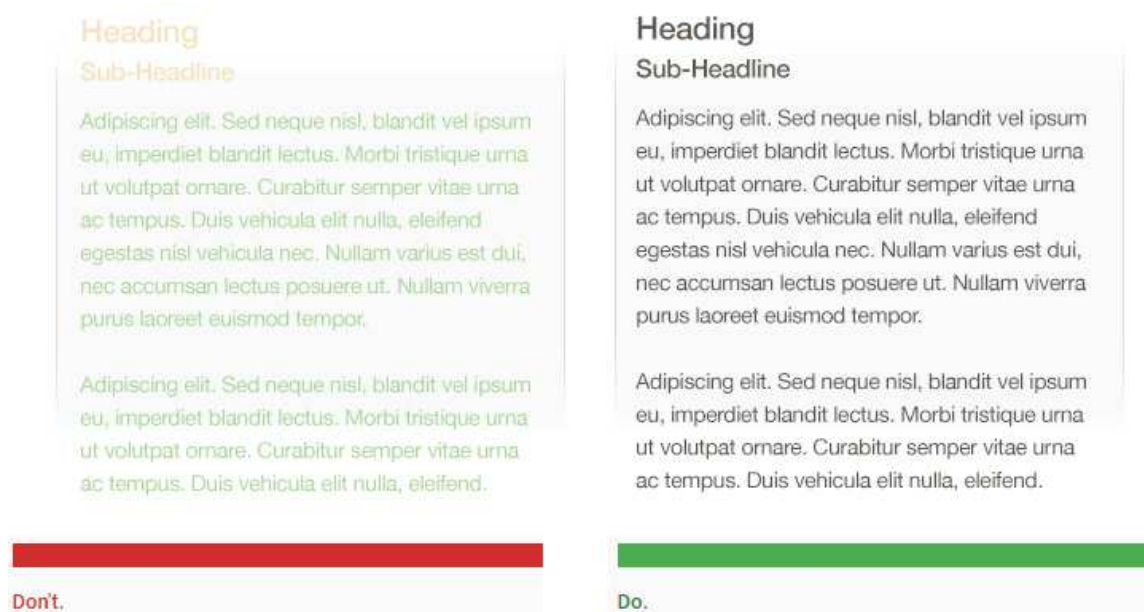 Heading
Sub-Headline
Adipiscing elit. Sed neque nisl, blandit vel ipsum
eu, imperdiet blandit lectus. Morbi tristique urna
ut volutpat ornare. Curabitur semper vitae urna
ac tempus. Duis vehicula elit nulla, eleifend
egestas nisl vehicula nec. Nullam varius est dui,
nec accumsan lectus posuere ut. Nullam viverra
purus laoreet euismod tempor.
Adipiscing elit. Sed neque nisl, blandit vel ipsum
eu, imperdiet blandit lectus. Morbi tristique urna
ut volutpat ornare. Curabitur semper vitae urna
ac tempus. Duis vehicula elit nulla, eleifend.
Don't.
Heading
Sub-Headline
Adipiscing elit. Sed neque nisl, blandit vel ipsum
eu, imperdiet blandit lectus. Morbi tristique urna
ut volutpat ornare. Curabitur semper vitae urna
ac tempus. Duis vehicula elit nulla, eleifend
egestas nisl vehicula nec. Nullam varius est dui,
nec accumsan lectus posuere ut. Nullam viverra
purus laoreet euismod tempor.
Adipiscing elit. Sed neque nisl, blandit vel ipsum
eu, imperdiet blandit lectus. Morbi tristique urna
ut volutpat ornare. Curabitur semper vitae urna
ac tempus. Duis vehicula elit nulla, eleifend.
Do.